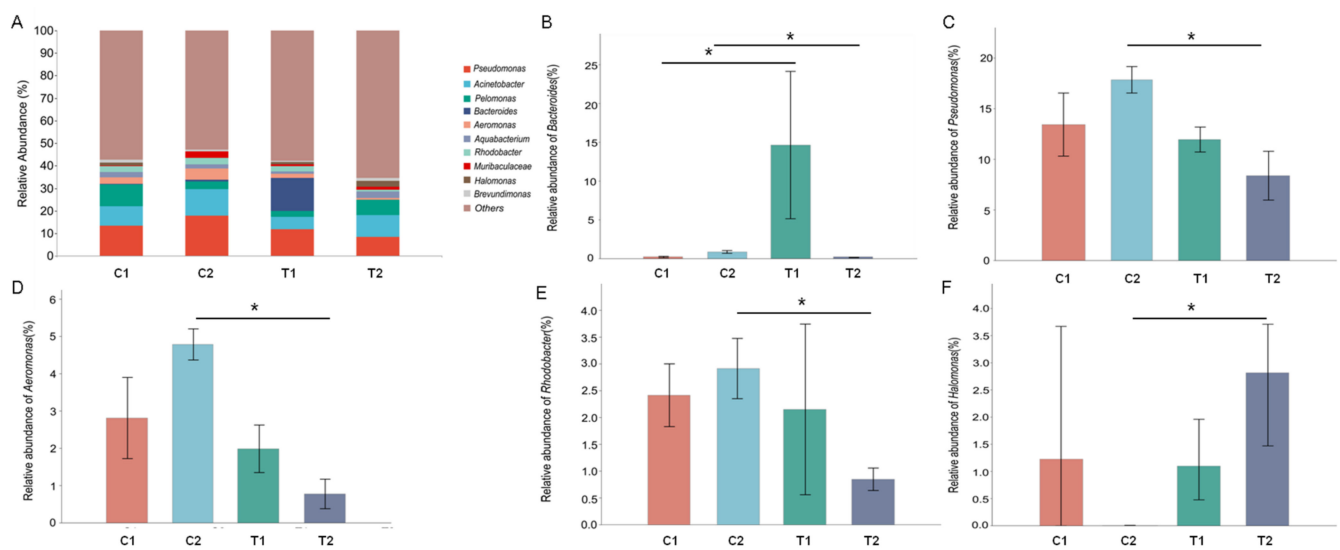 A
Relative Abundance (%)
100
90
80
70
60
50
40
30
20
10
0
C1 C2 T1 T2
Pseudomonas
Acinetobacter
Pelomonas
Bacteroides
Aeromonas
Aquabacterium
Rhodobacter
Muribaculaceae
Halomonas
Brevundimonas
Others
B
Relative abundance of Bacteroides(%)
25
20
15
10
5
0
*
*
C1 C2 T1 T2
C
Relative abundance of Pseudomonas(%)
20
15
10
5
0
*
C1 C2 T1 T2
D
Relative abundance of Aeromonas(%)
6
5
4
3
2
1
0
*
C1 C2 T1 T2
E
Relative abundance of Rhodobacter(%)
4.0
3.5
3.0
2.5
2.0
1.5
1.0
0.5
0.0
*
C1 C2 T1 T2
F
Relative abundance of Halomonas(%)
4.0
3.5
3.0
2.5
2.0
1.5
1.0
0.5
0.0
*
C1 C2 T1 T2